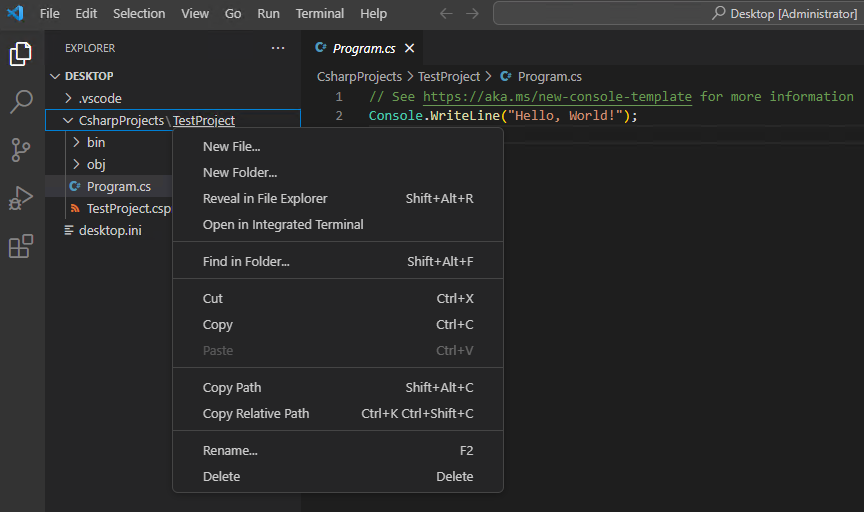 File Edit Selection View Go Run Terminal Help
Desktop [Administrator]
EXPLORER
Program.cs
DESKTOP
.vscode
CsharpProjects\TestProject
bin
obj
Program.cs
TestProject.csp
desktop.ini
CsharpProjects > TestProject > Program.cs
1 // See https://aka.ms/new-console-template for more information
2 Console.WriteLine("Hello, World!");
New File...
New Folder...
Reveal in File Explorer Shift+Alt+R
Open in Integrated Terminal
Find in Folder... Shift+Alt+F
Cut Ctrl+X
Copy Ctrl+C
Paste Ctrl+V
Copy Path Shift+Alt+C
Copy Relative Path Ctrl+K Ctrl+Shift+C
Rename... F2
Delete Delete